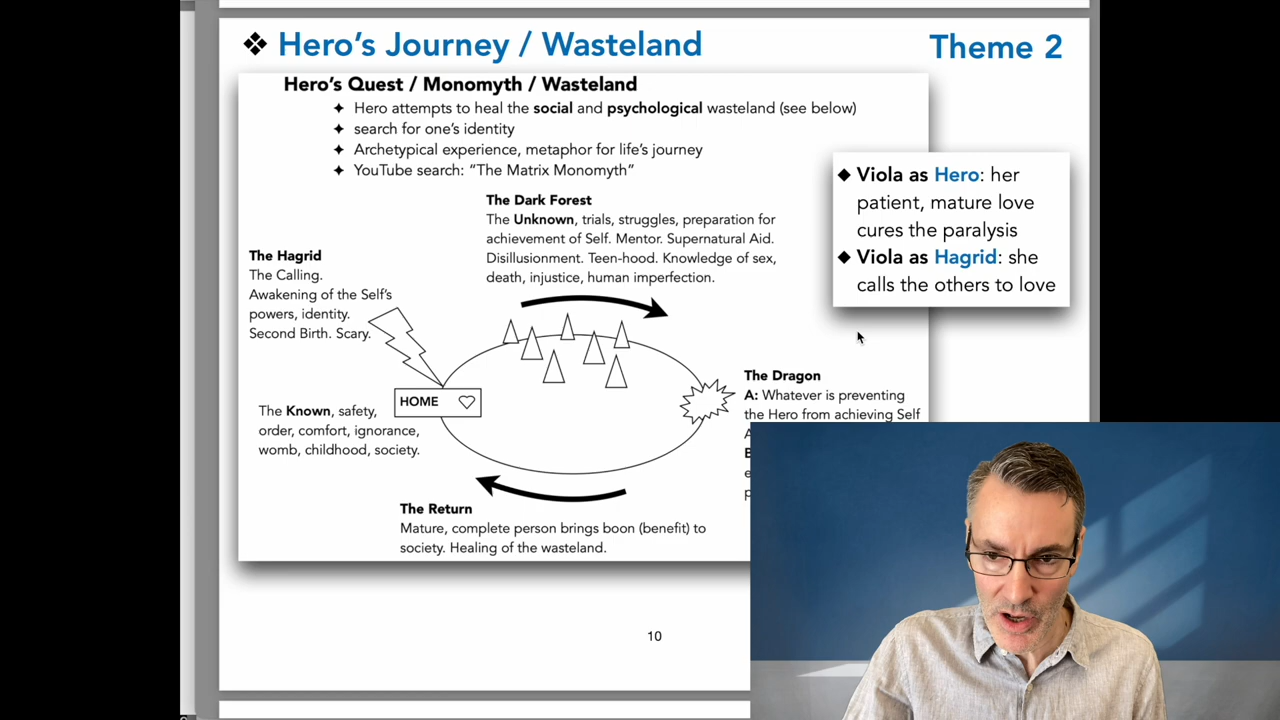 ❖ Hero's Journey / Wasteland
Theme 2
Hero's Quest / Monomyth / Wasteland
✦ Hero attempts to heal the social and psychological wasteland (see below)
✦ search for one's identity
✦ Archetypical experience, metaphor for life's journey
✦ YouTube search: "The Matrix Monomyth"
◆ Viola as Hero: her
patient, mature love
cures the paralysis
◆ Viola as Hagrid: she
calls the others to love
The Dark Forest
The Unknown, trials, struggles, preparation for
achievement of Self. Mentor. Supernatural Aid.
Disillusionment. Teen-hood. Knowledge of sex,
death, injustice, human imperfection.
The Hagrid
The Calling.
Awakening of the Self's
powers, identity.
Second Birth. Scary.
HOME
The Known, safety,
order, comfort, ignorance,
womb, childhood, society.
The Dragon
A: Whatever is preventing
the Hero from achieving Self
The Return
Mature, complete person brings boon (benefit) to
society. Healing of the wasteland.
10